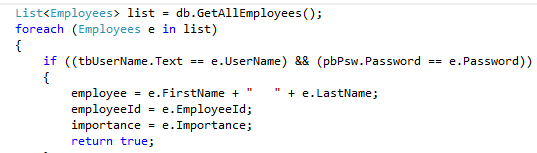 List<Employees> list = db.GetAllEmployees();
foreach (Employees e in list)
{
    if ((tbUserName.Text == e.UserName) && (pbPsw.Password == e.Password))
    {
        employee = e.FirstName + "   " + e.LastName;
        employeeId = e.EmployeeId;
        importance = e.Importance;
        return true;